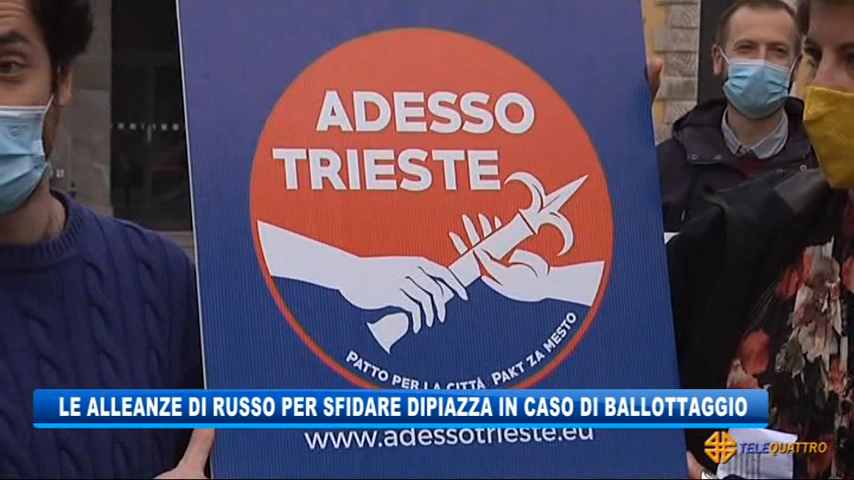 ADESSO
TRIESTE
PATTO PER LA CITTÀ PAKT ZA MESTO
LE ALLEANZE DI RUSSO PER SFIDARE DIPIAZZA IN CASO DI BALLOTTAGGIO
www.adessotrieste.eu
TELEQUATTRO